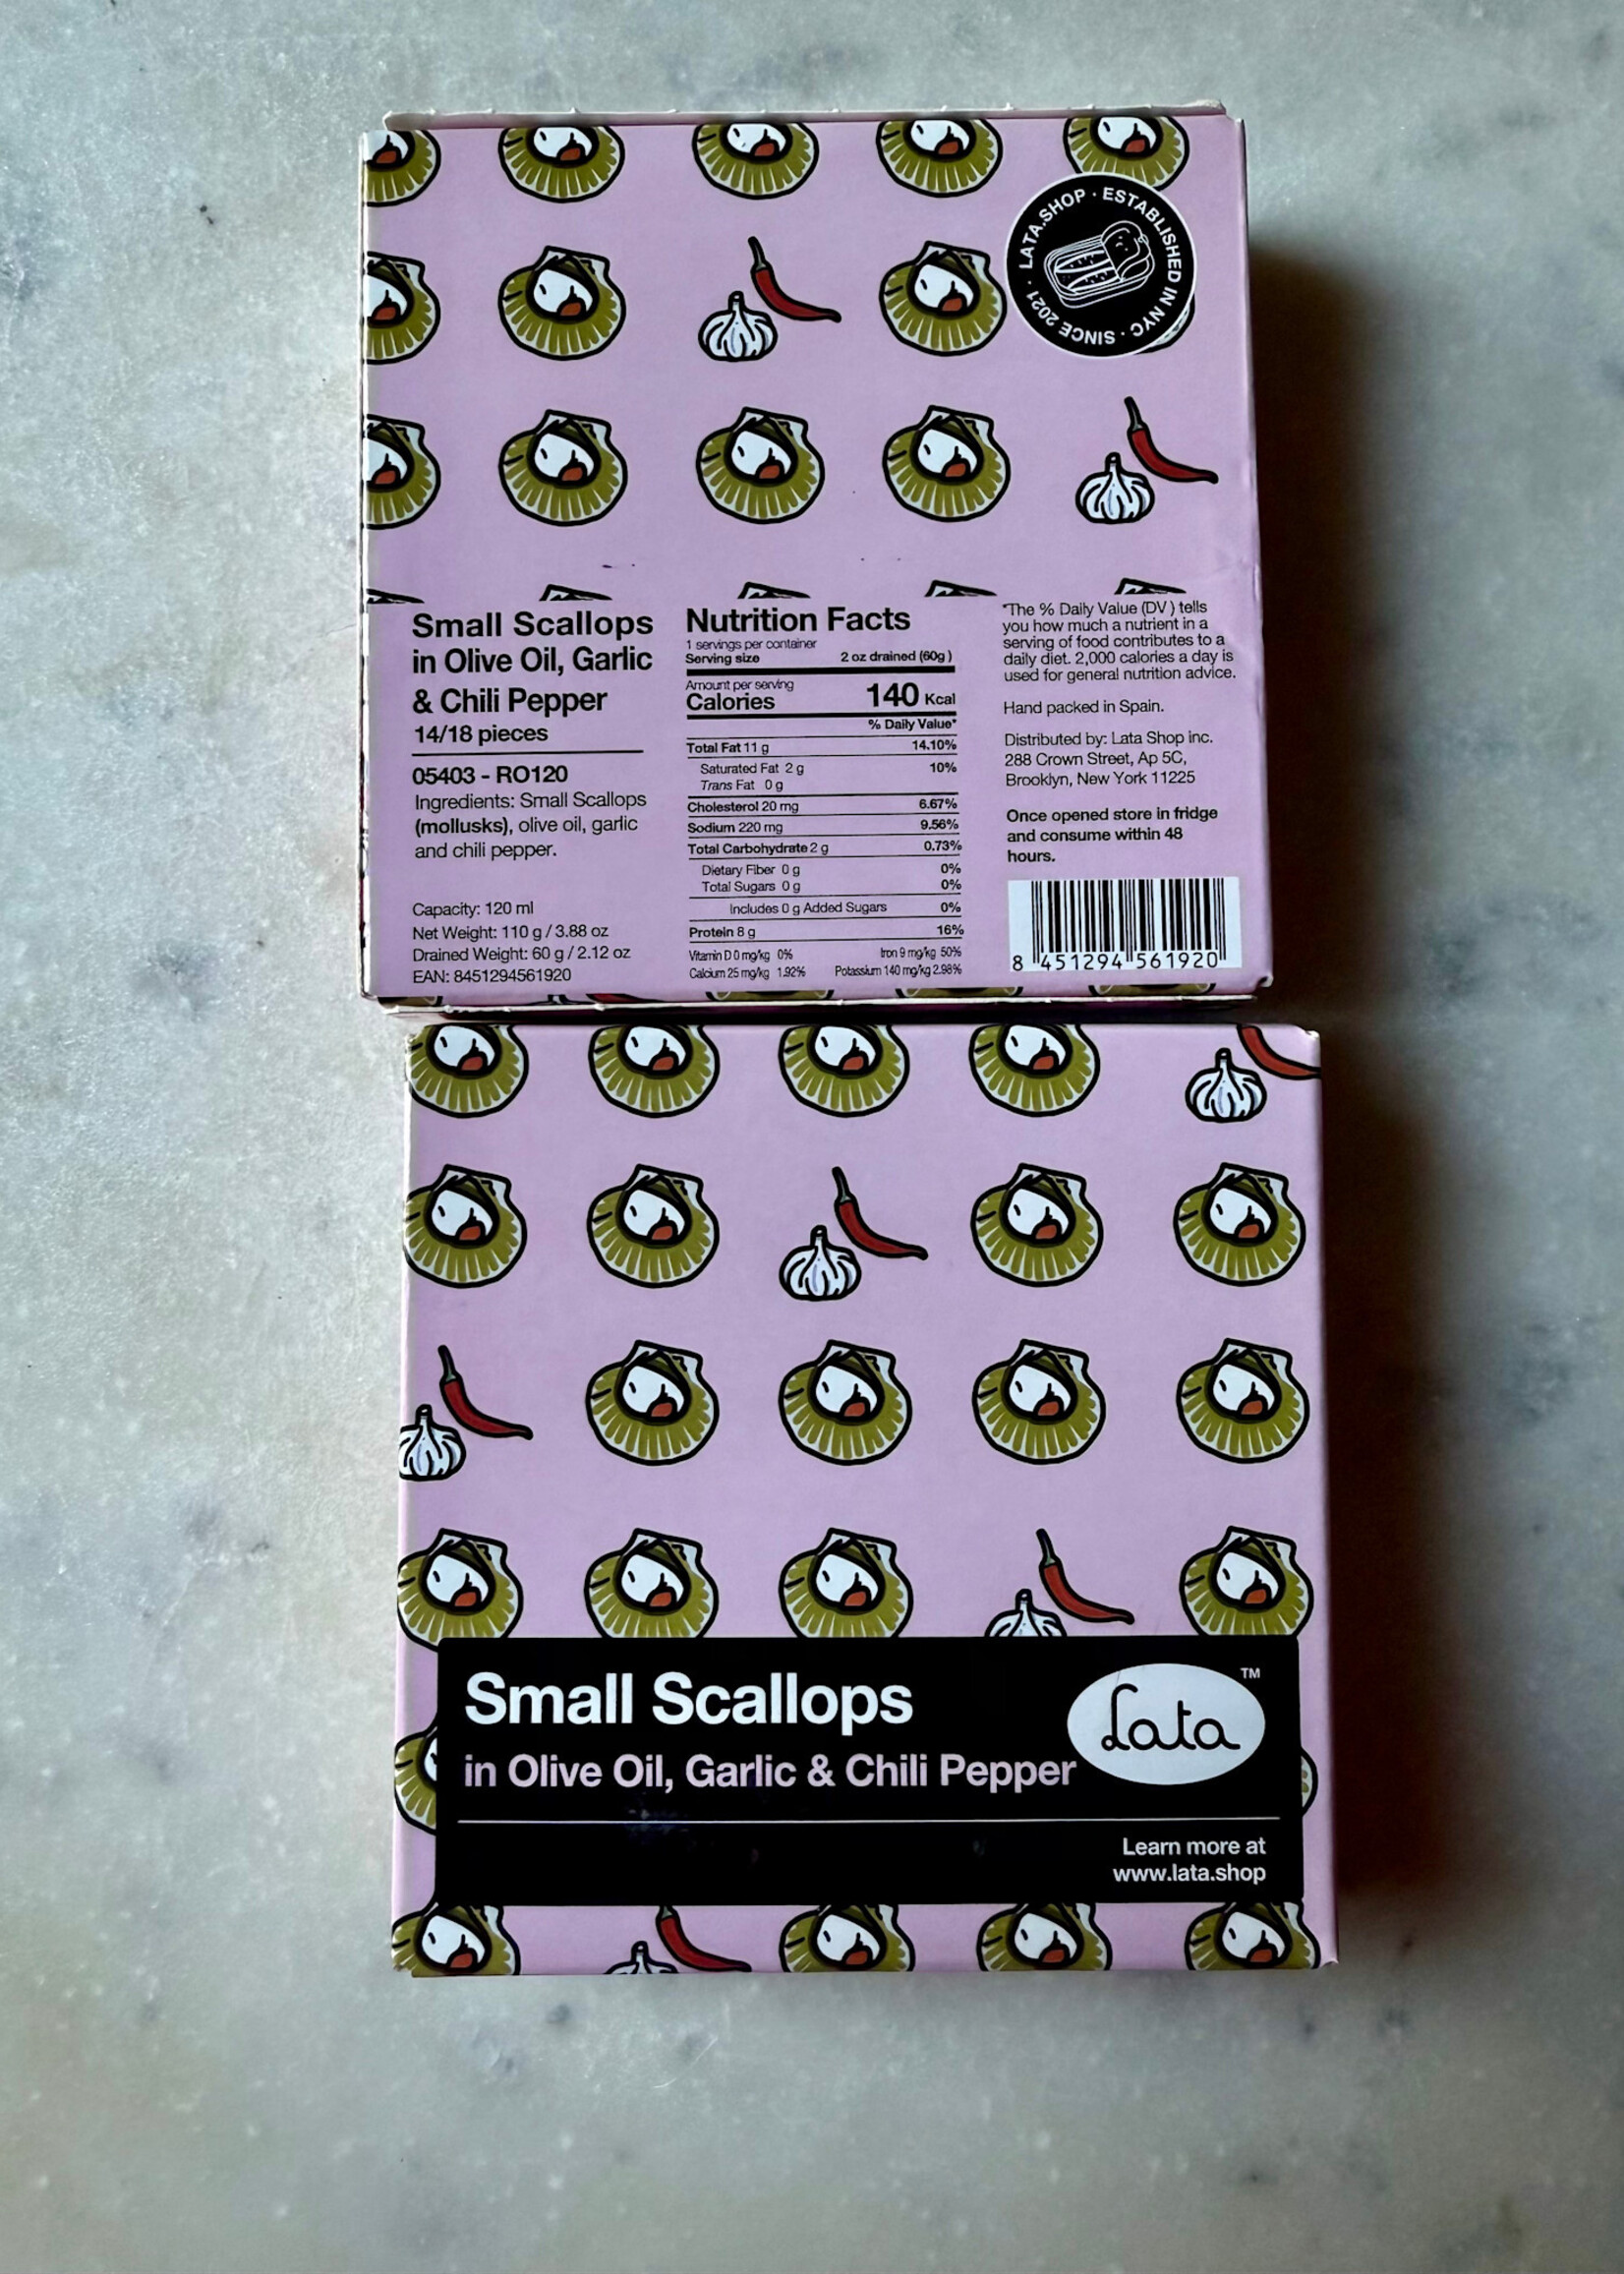 LATA.SHOP · ESTABLISHED IN NYC · SINCE 2021 ·
Small Scallops
in Olive Oil, Garlic
& Chili Pepper
14/18 pieces
05403 - RO120
Ingredients: Small Scallops
(mollusks), olive oil, garlic
and chili pepper.
Capacity: 120 ml
Net Weight: 110 g / 3.88 oz
Drained Weight: 60 g / 2.12 oz
EAN: 8451294561920
Nutrition Facts
1 servings per container
Serving size 2 oz drained (60g)
Amount per serving
Calories 140 Kcal
% Daily Value*
Total Fat 11 g 14.10%
Saturated Fat 2 g 10%
Trans Fat 0 g
Cholesterol 20 mg 6.67%
Sodium 220 mg 9.56%
Total Carbohydrate 2 g 0.73%
Dietary Fiber 0 g 0%
Total Sugars 0 g 0%
Includes 0 g Added Sugars 0%
Protein 8 g 16%
Vitamin D 0 mg/kg 0% Iron 9 mg/kg 50%
Calcium 25 mg/kg 1.92% Potassium 140 mg/kg 2.98%
*The % Daily Value (DV ) tells
you how much a nutrient in a
serving of food contributes to a
daily diet. 2,000 calories a day is
used for general nutrition advice.
Hand packed in Spain.
Distributed by: Lata Shop inc.
288 Crown Street, Ap 5C,
Brooklyn, New York 11225
Once opened store in fridge
and consume within 48
hours.
8 451294 561920
Small Scallops
in Olive Oil, Garlic & Chili Pepper
Lata TM
Learn more at
www.lata.shop